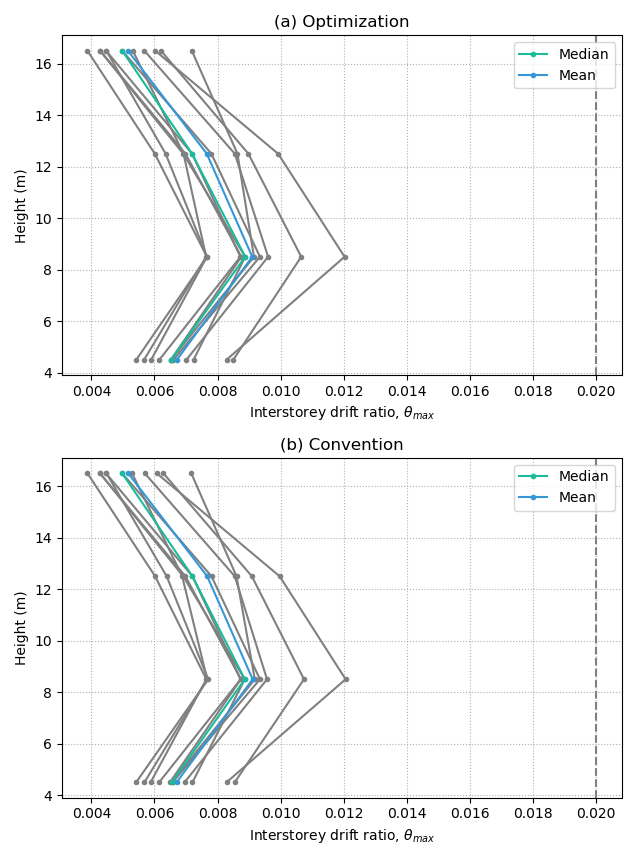 (a) Optimization
16
14
12
10
8
6
4
Height (m)
Median
Mean
0.004 0.006 0.008 0.010 0.012 0.014 0.016 0.018 0.020
Interstorey drift ratio, θmax
(b) Convention
16
14
12
10
8
6
4
Height (m)
Median
Mean
0.004 0.006 0.008 0.010 0.012 0.014 0.016 0.018 0.020
Interstorey drift ratio, θmax